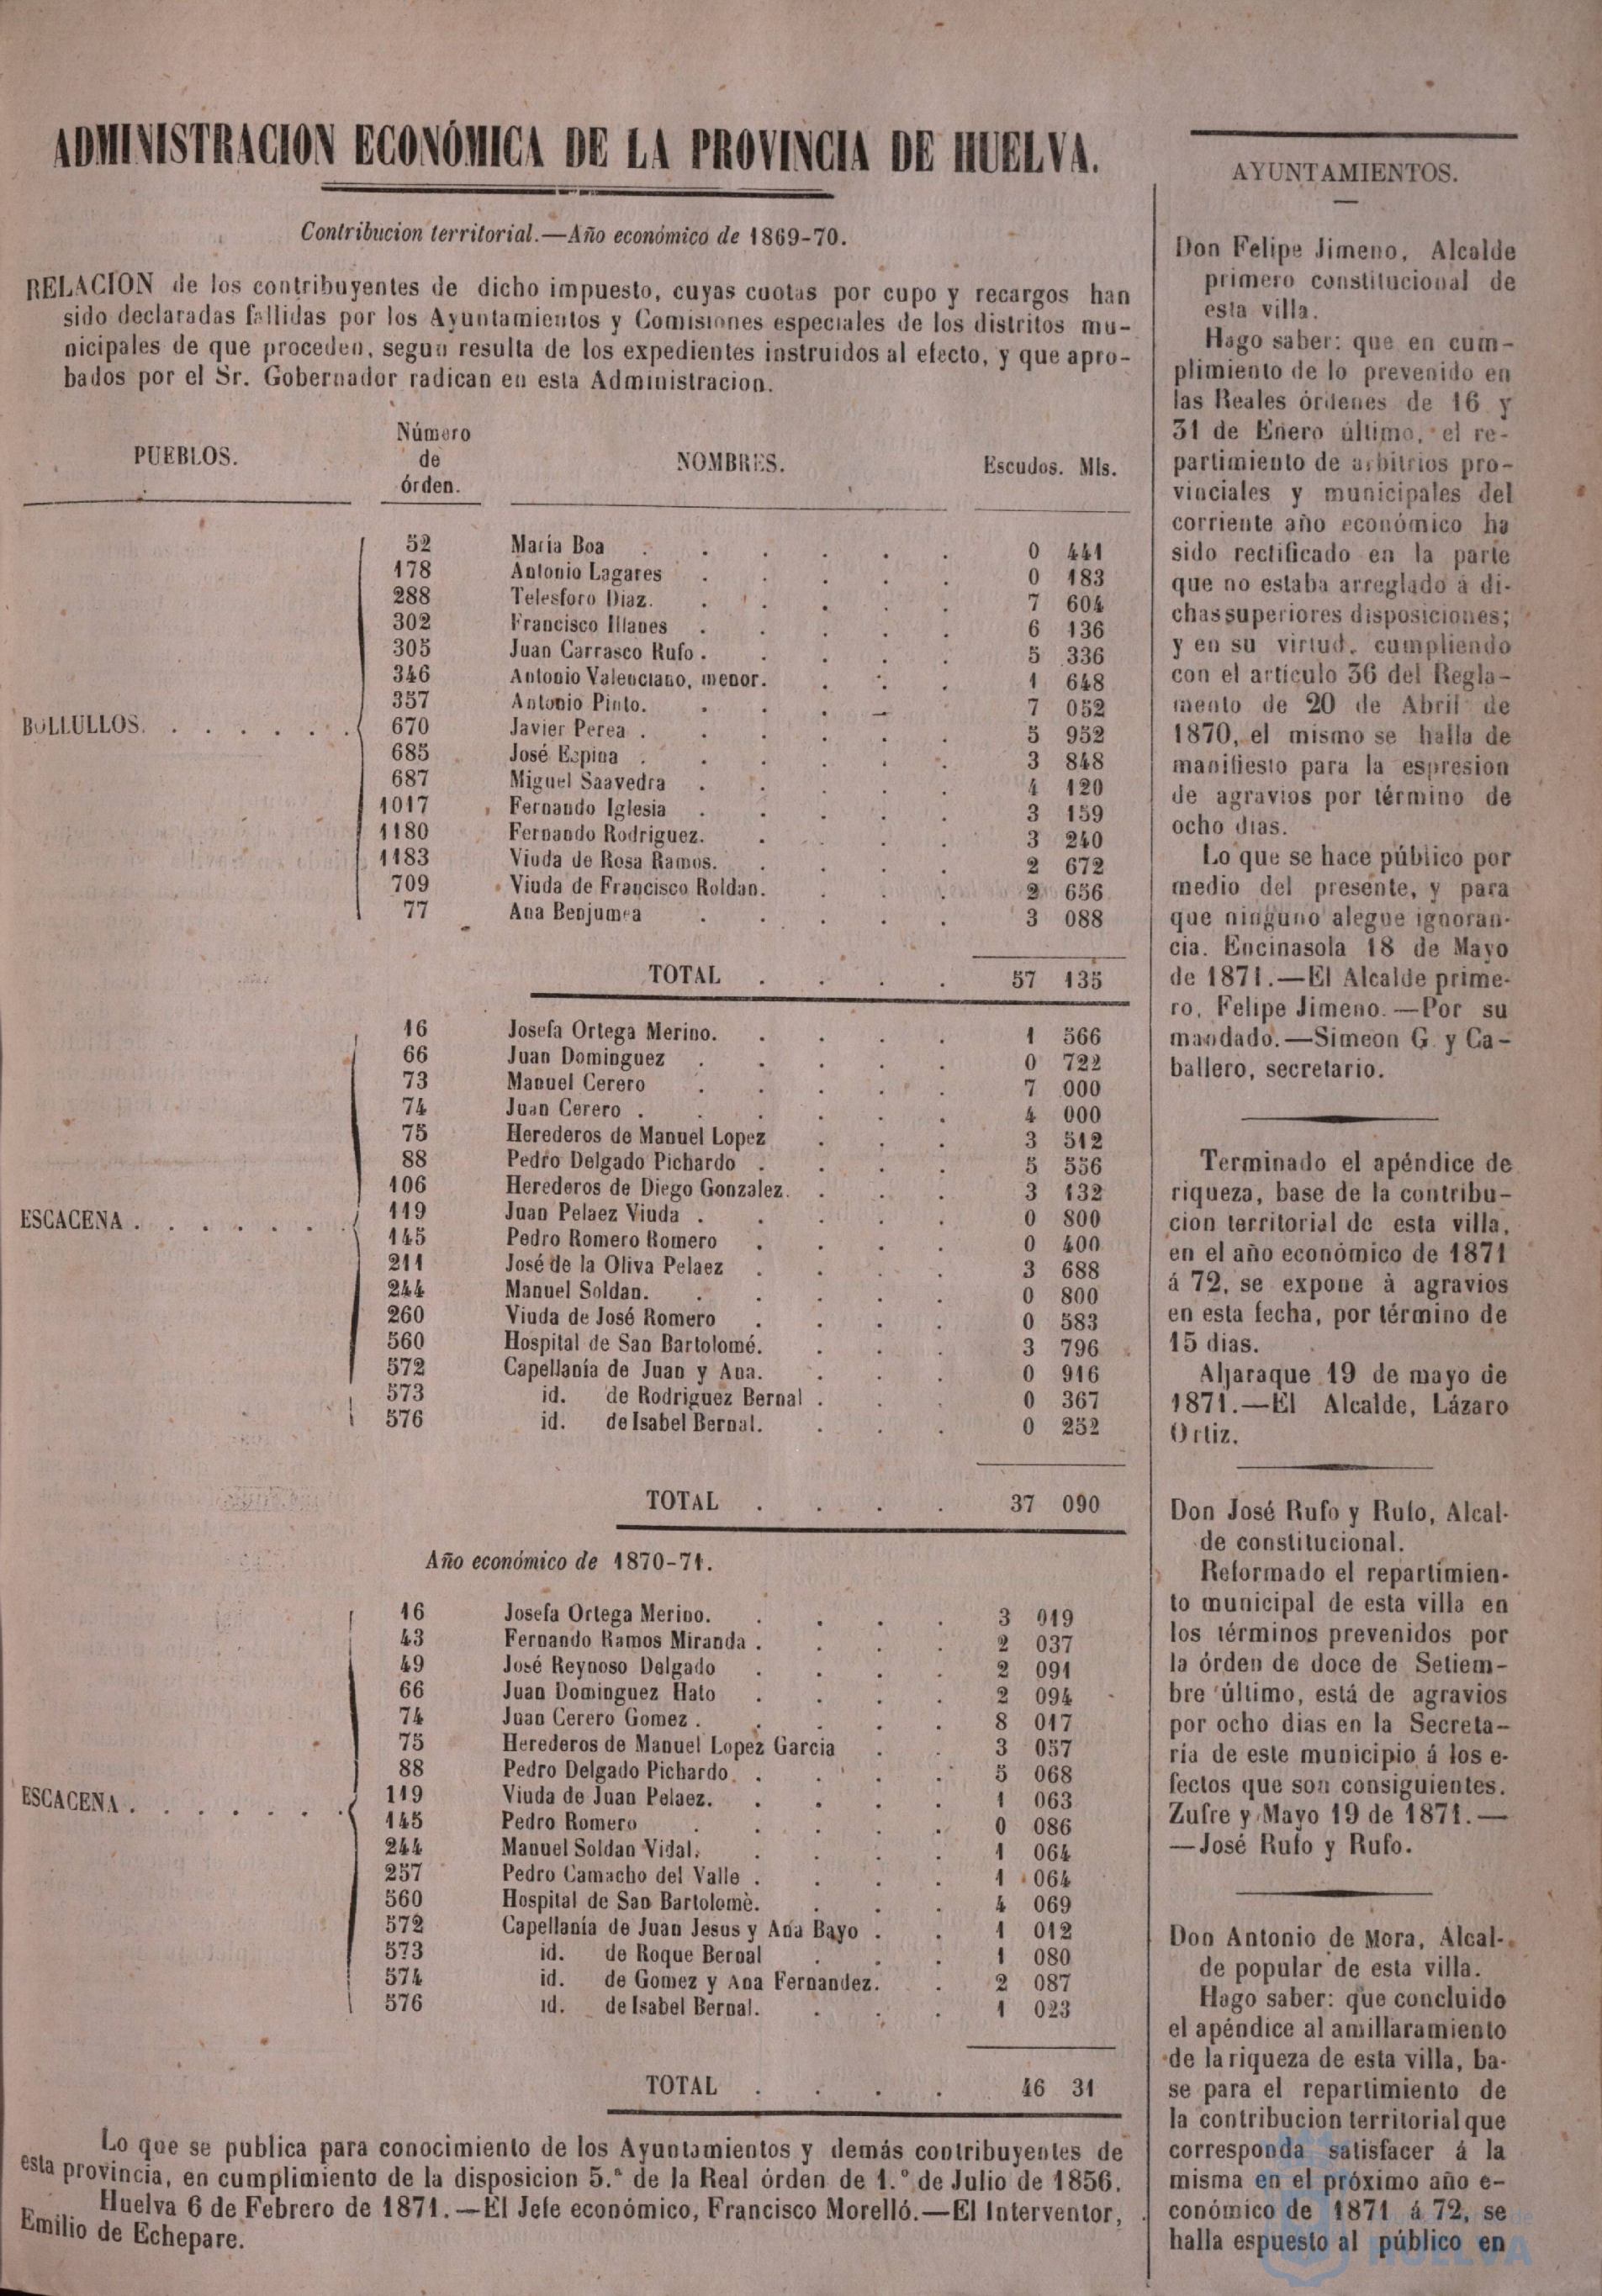 ADMINISTRACION ECONÓMICA DE LA PROVINCIA DE HUELVA.
Contribucion territorial.—Año económico de 1869-70.
RELACION de los contribuyentes de dicho impuesto, cuyas cuotas por cupo y recargos han
sido declaradas fallidas por los Ayuntamientos y Comisiones especiales de los distritos mu-
nicipales de que proceden, segun resulta de los expedientes instruidos al efecto, y que apro-
bados por el Sr. Gobernador radican en esta Administracion.
PUEBLOS. Número de órden. NOMBRES. Escudos. Mls.
52 María Boa . . . . . . 0 441
178 Antonio Lagares . . . . . 0 183
288 Telesforo Diaz. . . . . . 7 604
302 Francisco Illanes . . . . . 6 136
305 Juan Carrasco Rufo . . . . . 5 336
346 Antonio Valenciano, menor. . . . 1 648
357 Antonio Pinto. . . . . 7 052
BOLLULLOS. . . . . . . 670 Javier Perea . . . . . . 5 952
685 José Espina . . . . . . 3 848
687 Miguel Saavedra . . . . . 4 120
1017 Fernando Iglesia . . . . . 3 159
1180 Fernando Rodriguez. . . . . 3 240
1183 Viuda de Rosa Ramos. . . . . 2 672
709 Viuda de Francisco Roldan. . . . 2 656
77 Ana Benjumea . . . . . 3 088
TOTAL . . . . 57 135
16 Josefa Ortega Merino. . . . . 1 566
66 Juan Dominguez . . . . . 0 722
73 Manuel Cerero . . . . . 7 000
74 Juan Cerero . . . . . . 4 000
75 Herederos de Manuel Lopez . . . 3 512
88 Pedro Delgado Pichardo . . . . 5 556
106 Herederos de Diego Gonzalez. . . . 3 132
ESCACENA . . . . . . 119 Juan Pelaez Viuda . . . . . 0 800
145 Pedro Romero Romero . . . . 0 400
211 José de la Oliva Pelaez . . . . 3 688
244 Manuel Soldan. . . . . . 0 800
260 Viuda de José Romero . . . . 0 583
560 Hospital de San Bartolomé. . . . 3 796
572 Capellanía de Juan y Ana. . . . 0 916
573 id. de Rodriguez Bernal . . . 0 367
576 id. de Isabel Bernal. . . . 0 252
TOTAL . . . . 37 090
Año económico de 1870-71.
16 Josefa Ortega Merino. . . . . 3 019
43 Fernando Ramos Miranda . . . . 2 037
49 José Reynoso Delgado . . . . 2 091
66 Juan Dominguez Hato . . . . 2 094
74 Juan Cerero Gomez . . . . . 8 017
75 Herederos de Manuel Lopez Garcia . . 3 057
88 Pedro Delgado Pichardo . . . . 5 068
ESCACENA . . . . . . 119 Viuda de Juan Pelaez. . . . . 1 063
145 Pedro Romero . . . . . 0 086
244 Manuel Soldan Vidal. . . . . 1 064
257 Pedro Camacho del Valle . . . . 1 064
560 Hospital de San Bartolomè. . . . 4 069
572 Capellanía de Juan Jesus y Ana Bayo . . 1 012
573 id. de Roque Bernal . . . 1 080
574 id. de Gomez y Ana Fernandez. . 2 087
576 id. de Isabel Bernal. . . . 1 023
TOTAL . . . . 46 31
Lo que se publica para conocimiento de los Ayuntamientos y demás contribuyentes de
esta provincia, en cumplimiento de la disposicion 5.ª de la Real órden de 1.º de Julio de 1856.
Huelva 6 de Febrero de 1871.—El Jefe económico, Francisco Morelló.—El Interventor,
Emilio de Echepare.
AYUNTAMIENTOS.
Don Felipe Jimeno, Alcalde
primero constitucional de
esta villa.
Hago saber: que en cum-
plimiento de lo prevenido en
las Reales órdenes de 16 y
31 de Enero último, el re-
partimiento de arbitrios pro-
vinciales y municipales del
corriente año económico ha
sido rectificado en la parte
que no estaba arreglado á di-
chas superiores disposiciones;
y en su virtud, cumpliendo
con el artículo 36 del Regla-
mento de 20 de Abril de
1870, el mismo se halla de
manifiesto para la espresion
de agravios por término de
ocho dias.
Lo que se hace público por
medio del presente, y para
que ninguno alegue ignoran-
cia. Encinasola 18 de Mayo
de 1871.—El Alcalde prime-
ro, Felipe Jimeno.—Por su
mandado.—Simeon G. y Ca-
ballero, secretario.
Terminado el apéndice de
riqueza, base de la contribu-
cion territorial de esta villa,
en el año económico de 1871
á 72, se expone à agravios
en esta fecha, por término de
15 dias.
Aljaraque 19 de mayo de
1871.—El Alcalde, Lázaro
Ortiz.
Don José Rufo y Rufo, Alcal-
de constitucional.
Reformado el repartimien-
to municipal de esta villa en
los términos prevenidos por
la órden de doce de Setiem-
bre último, está de agravios
por ocho dias en la Secreta-
ría de este municipio á los e-
fectos que son consiguientes.
Zufre y Mayo 19 de 1871.—
—José Rufo y Rufo.
Don Antonio de Mora, Alcal-
de popular de esta villa.
Hago saber: que concluido
el apéndice al amillaramiento
de la riqueza de esta villa, ba-
se para el repartimiento de
la contribucion territorial que
corresponda satisfacer á la
misma en el próximo año e-
conómico de 1871 á 72, se
halla espuesto al público en
HUELVA